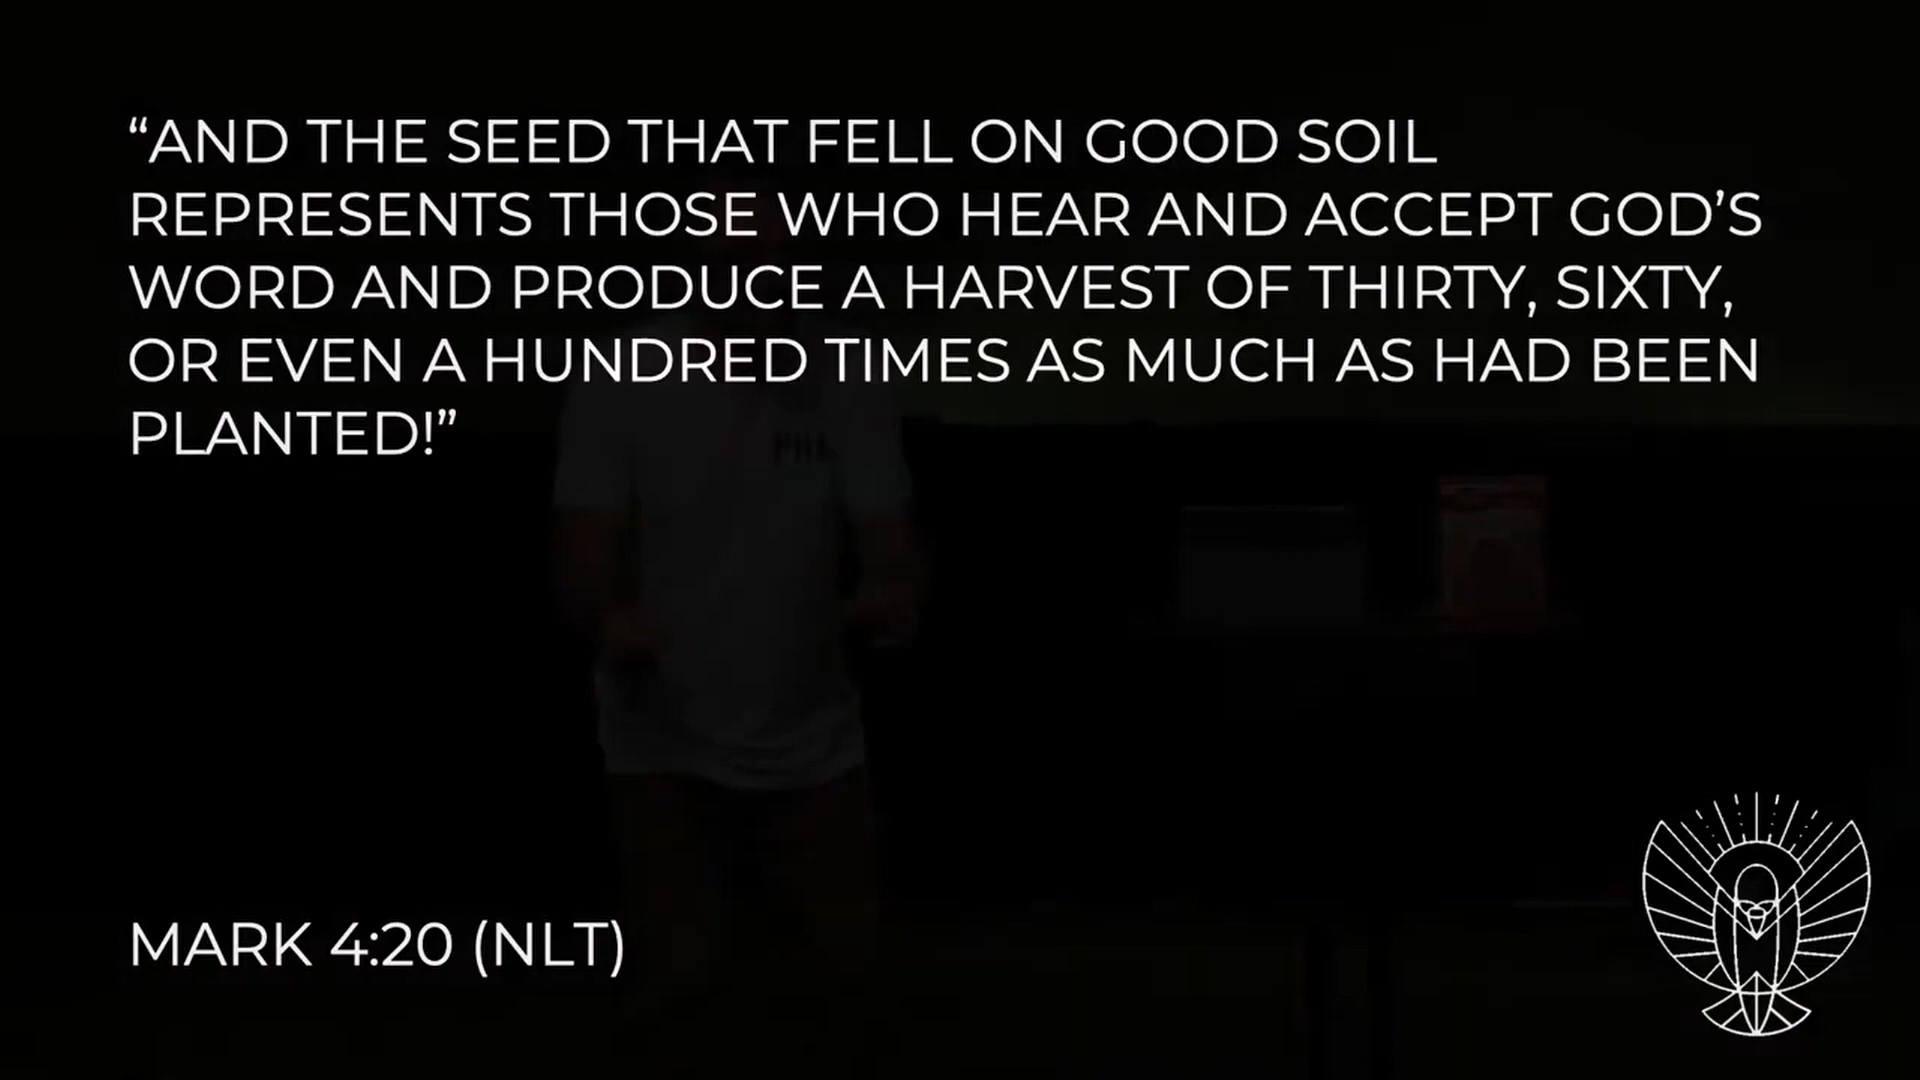 “AND THE SEED THAT FELL ON GOOD SOIL
REPRESENTS THOSE WHO HEAR AND ACCEPT GOD’S
WORD AND PRODUCE A HARVEST OF THIRTY, SIXTY,
OR EVEN A HUNDRED TIMES AS MUCH AS HAD BEEN
PLANTED!”
MARK 4:20 (NLT)